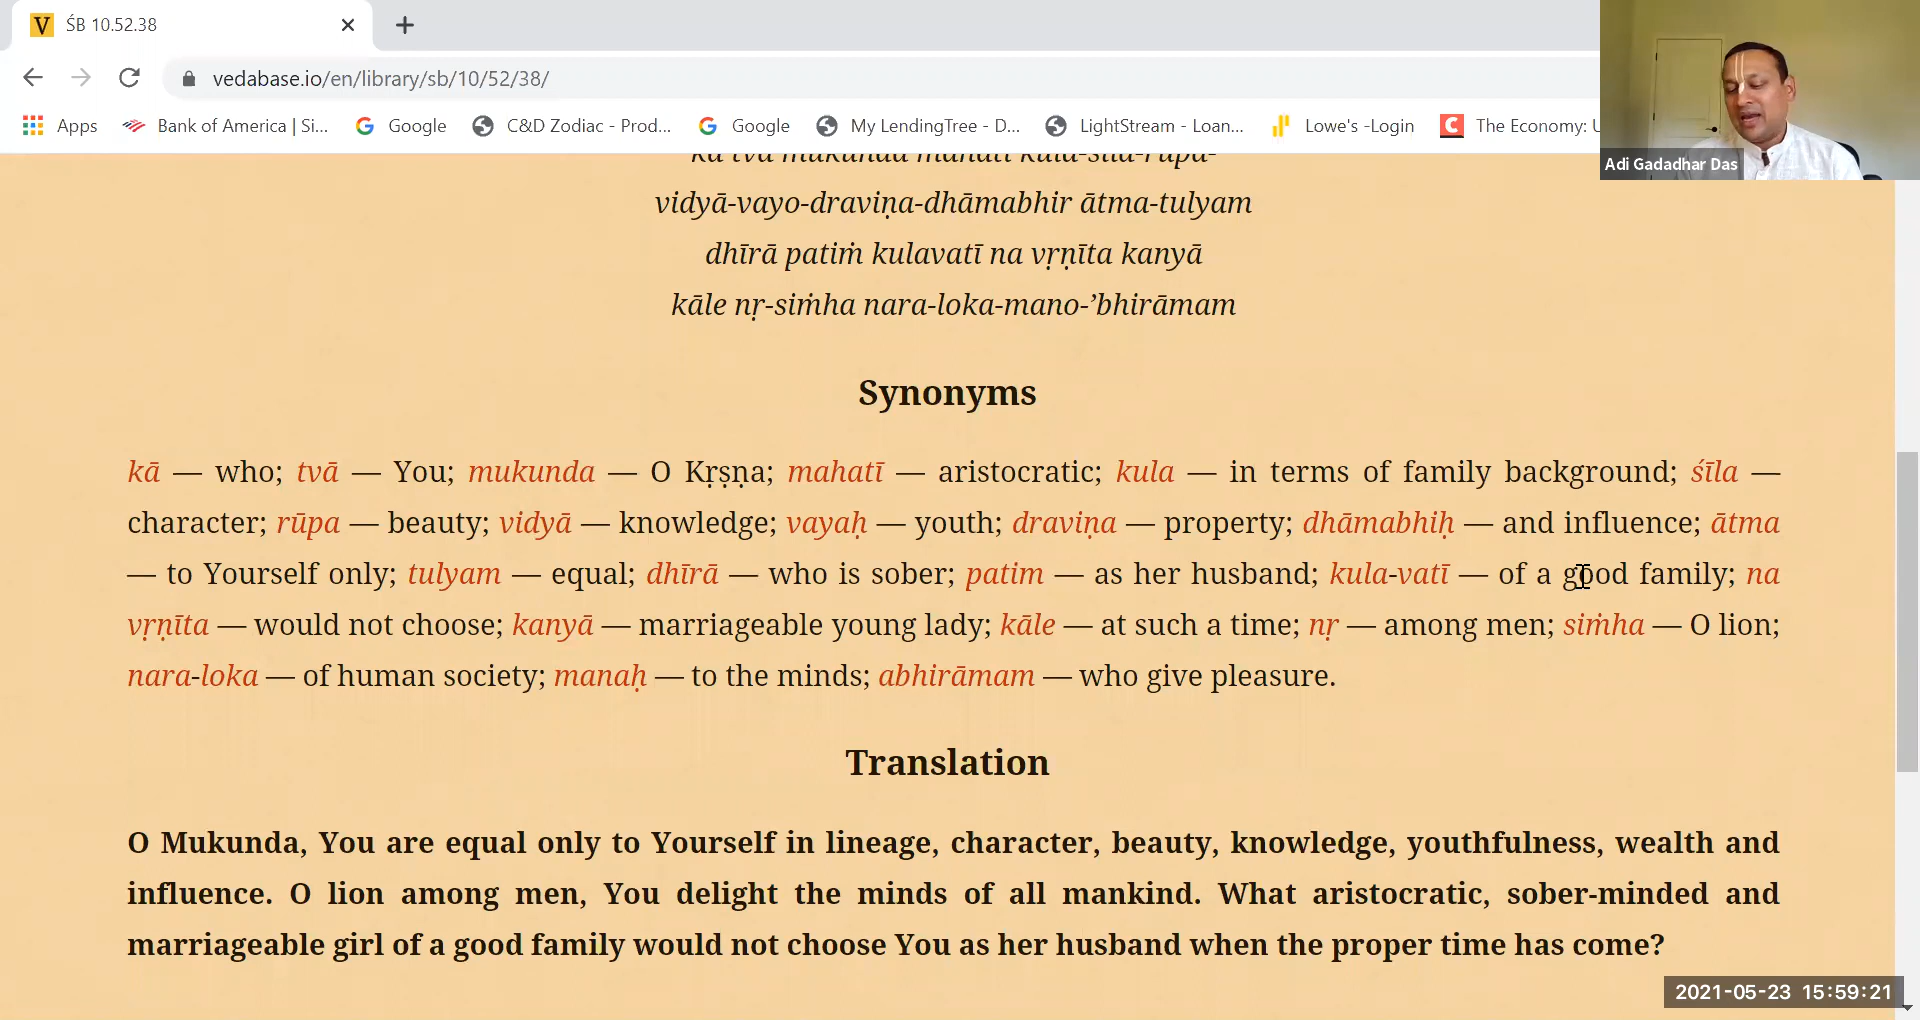 ŚB 10.52.38
vedabase.io/en/library/sb/10/52/38/
Apps Bank of America | Si... Google C&D Zodiac - Prod... Google My LendingTree - D... LightStream - Loan... Lowe's -Login The Economy: U
Adi Gadadhar Das
kā tvā mukunda mahatī kula-śīla-rūpa-
vidyā-vayo-draviṇa-dhāmabhir ātma-tulyam
dhīrā patiṁ kulavatī na vṛṇīta kanyā
kāle nṛ-siṁha nara-loka-mano-’bhirāmam
Synonyms
kā — who; tvā — You; mukunda — O Kṛṣṇa; mahatī — aristocratic; kula — in terms of family background; śīla —
character; rūpa — beauty; vidyā — knowledge; vayaḥ — youth; draviṇa — property; dhāmabhiḥ — and influence; ātma
— to Yourself only; tulyam — equal; dhīrā — who is sober; patim — as her husband; kula-vatī — of a good family; na
vṛṇīta — would not choose; kanyā — marriageable young lady; kāle — at such a time; nṛ — among men; siṁha — O lion;
nara-loka — of human society; manaḥ — to the minds; abhirāmam — who give pleasure.
Translation
O Mukunda, You are equal only to Yourself in lineage, character, beauty, knowledge, youthfulness, wealth and
influence. O lion among men, You delight the minds of all mankind. What aristocratic, sober-minded and
marriageable girl of a good family would not choose You as her husband when the proper time has come?
2021-05-23 15:59:21